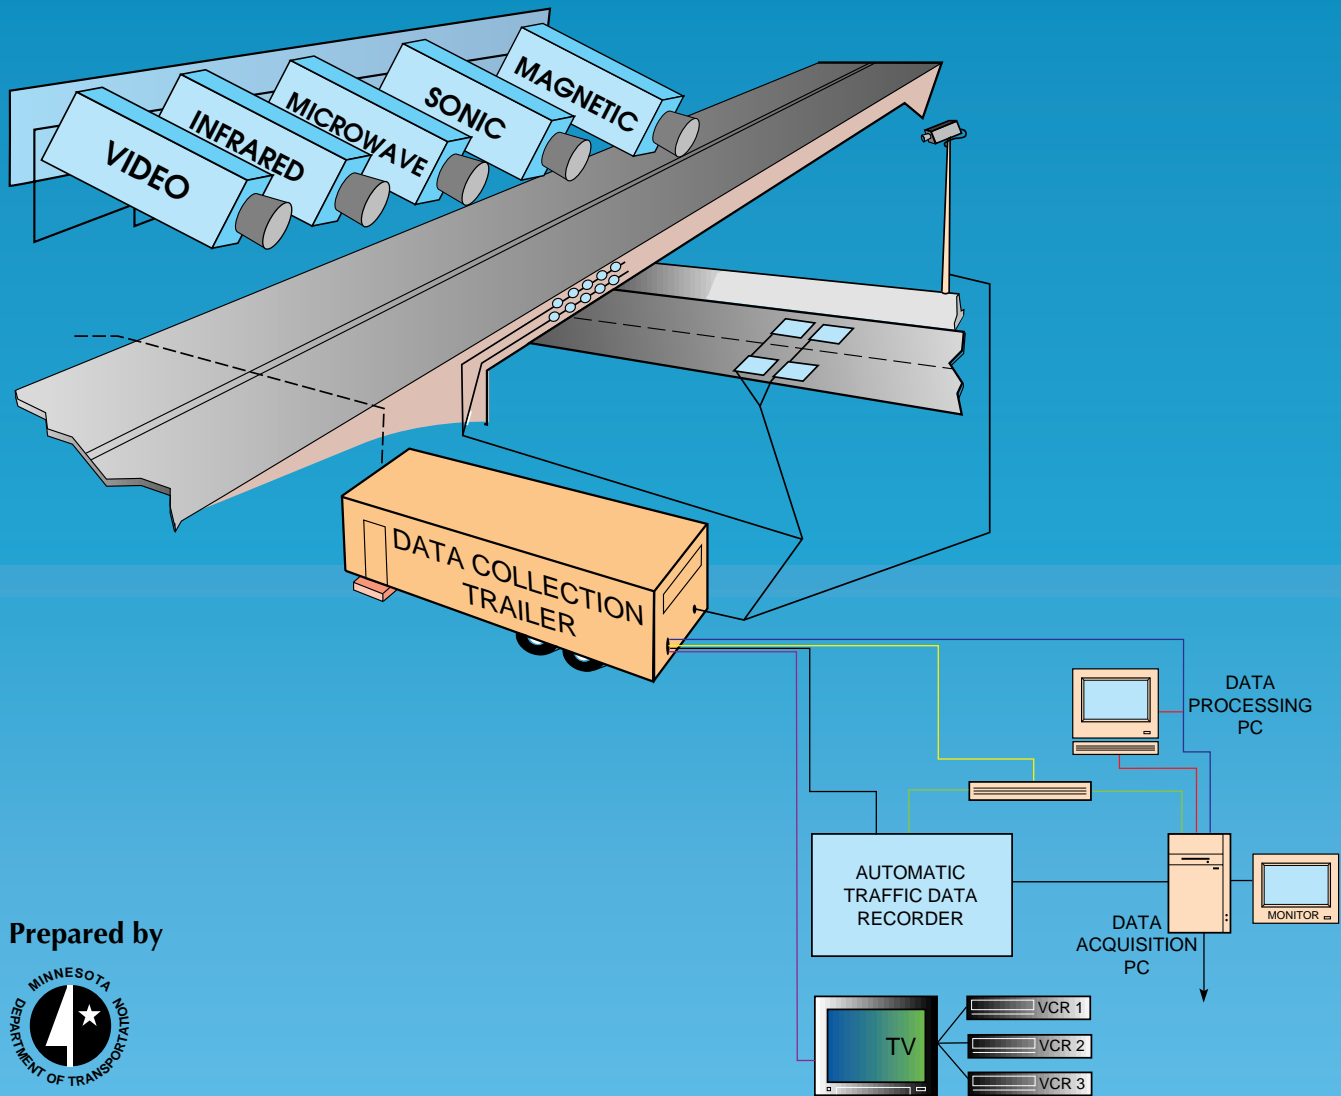 VIDEO
INFRARED
MICROWAVE
SONIC
MAGNETIC
DATA COLLECTION
TRAILER
DATA
PROCESSING
PC
AUTOMATIC
TRAFFIC DATA
RECORDER
DATA
ACQUISITION
PC
MONITOR
TV
VCR 1
VCR 2
VCR 3
Prepared by
MINNESOTA
DEPARTMENT OF TRANSPORTATION